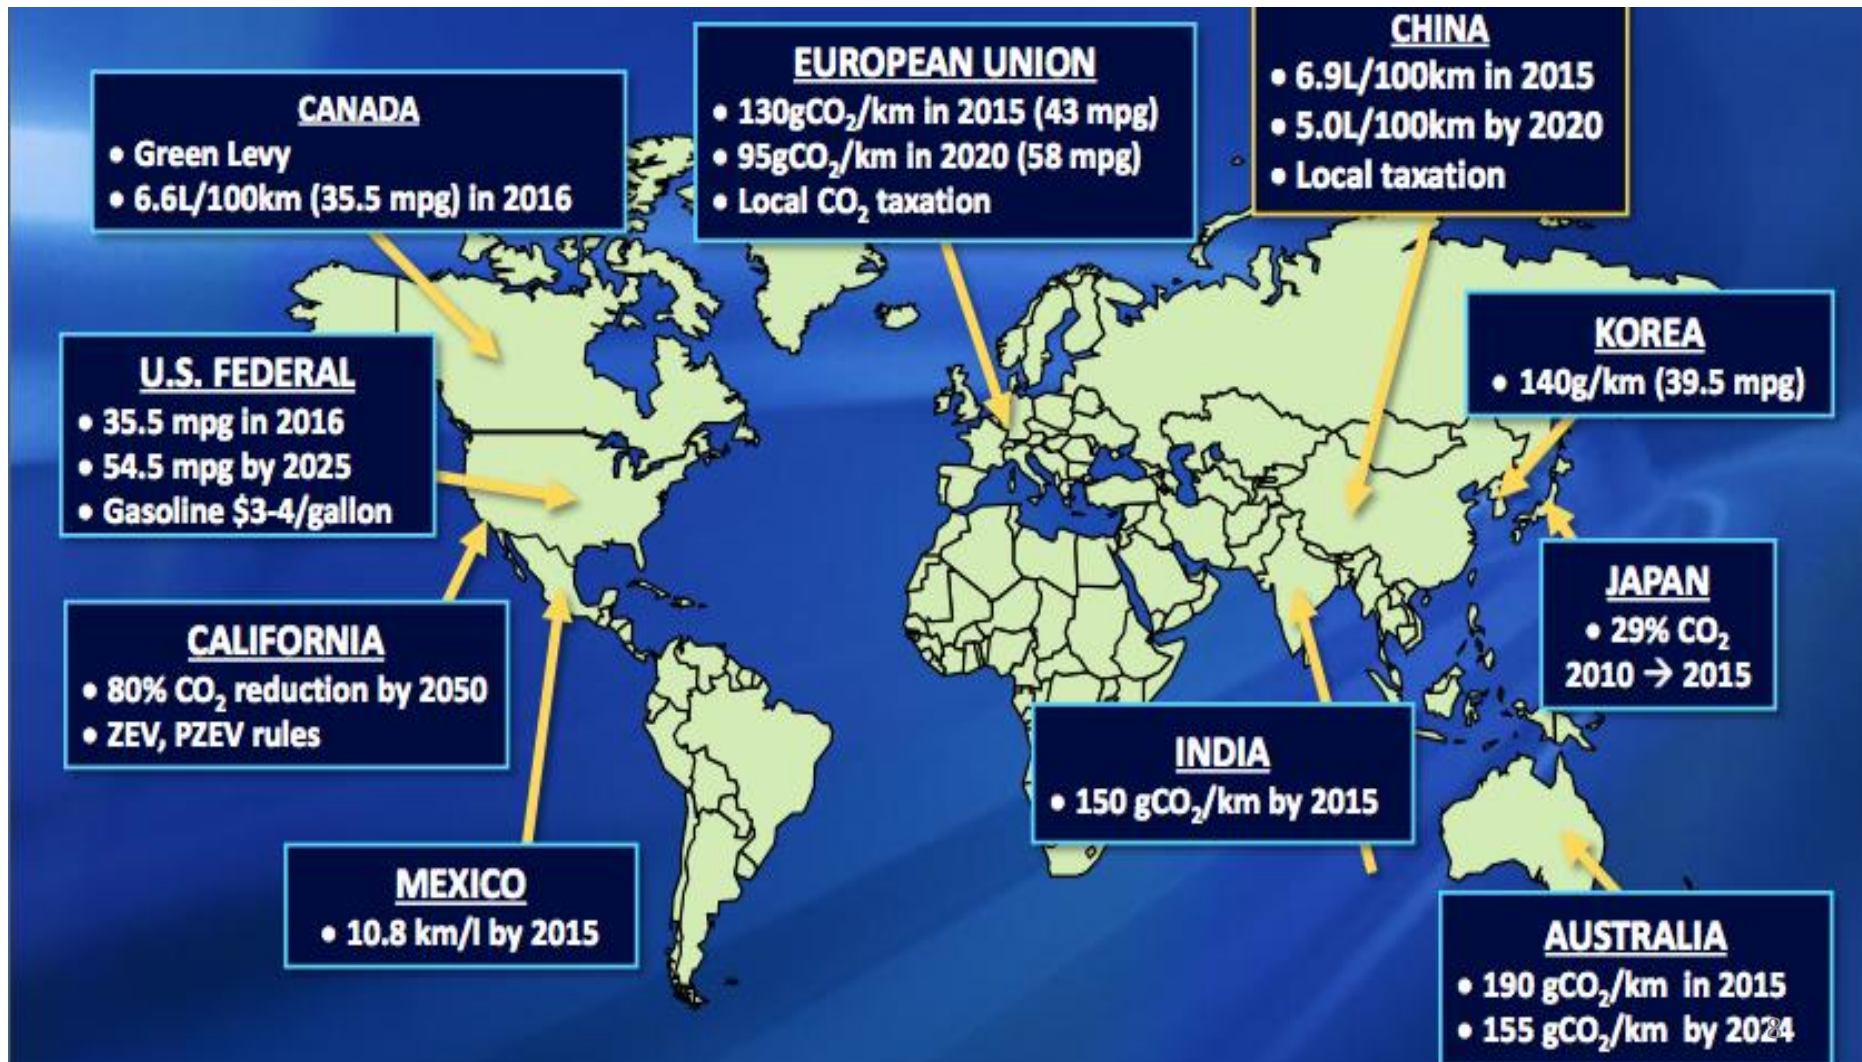 CANADA
• Green Levy
• 6.6L/100km (35.5 mpg) in 2016
EUROPEAN UNION
• 130gCO₂/km in 2015 (43 mpg)
• 95gCO₂/km in 2020 (58 mpg)
• Local CO₂ taxation
CHINA
• 6.9L/100km in 2015
• 5.0L/100km by 2020
• Local taxation
U.S. FEDERAL
• 35.5 mpg in 2016
• 54.5 mpg by 2025
• Gasoline $3-4/gallon
KOREA
• 140g/km (39.5 mpg)
CALIFORNIA
• 80% CO₂ reduction by 2050
• ZEV, PZEV rules
JAPAN
• 29% CO₂
2010 → 2015
INDIA
• 150 gCO₂/km by 2015
MEXICO
• 10.8 km/l by 2015
AUSTRALIA
• 190 gCO₂/km in 2015
• 155 gCO₂/km by 2024
8